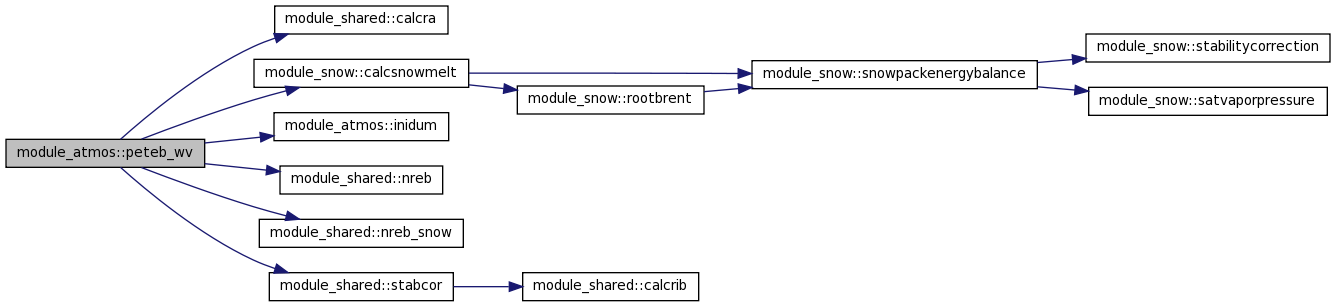 module_shared::calcra
module_snow::stabilitycorrection
module_snow::calcsnowmelt
module_snow::snowpackenergybalance
module_snow::rootbrent
module_snow::satvaporpressure
module_atmos::inidum
module_atmos::peteb_wv
module_shared::nreb
module_shared::nreb_snow
module_shared::stabcor
module_shared::calcrib